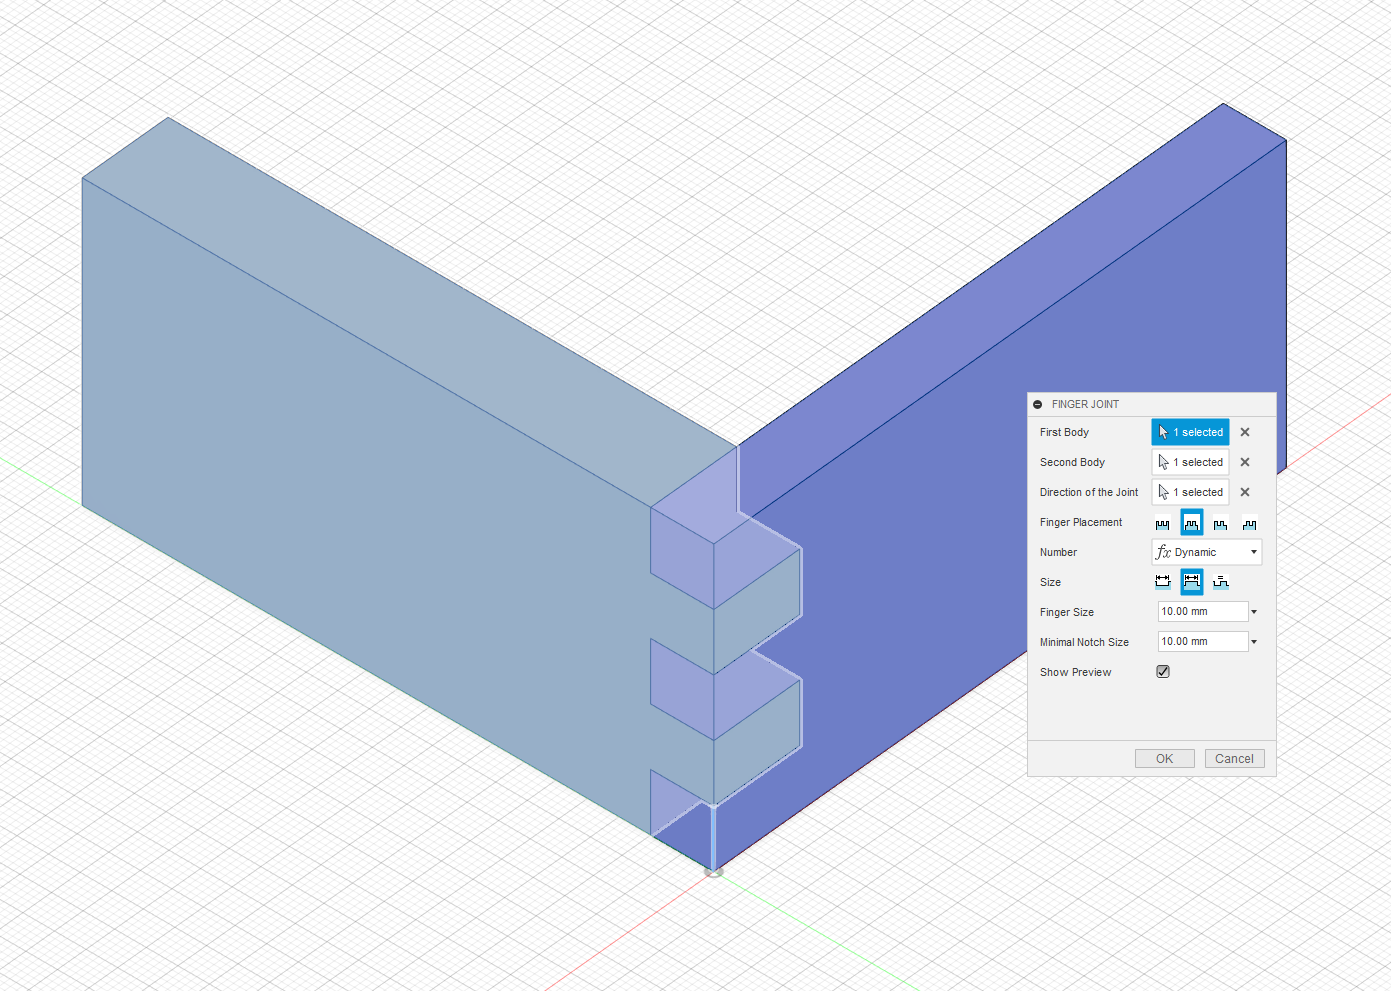 FINGER JOINT
First Body 1 selected
Second Body 1 selected
Direction of the Joint 1 selected
Finger Placement
Number fx Dynamic
Size
Finger Size 10.00 mm
Minimal Notch Size 10.00 mm
Show Preview
OK Cancel